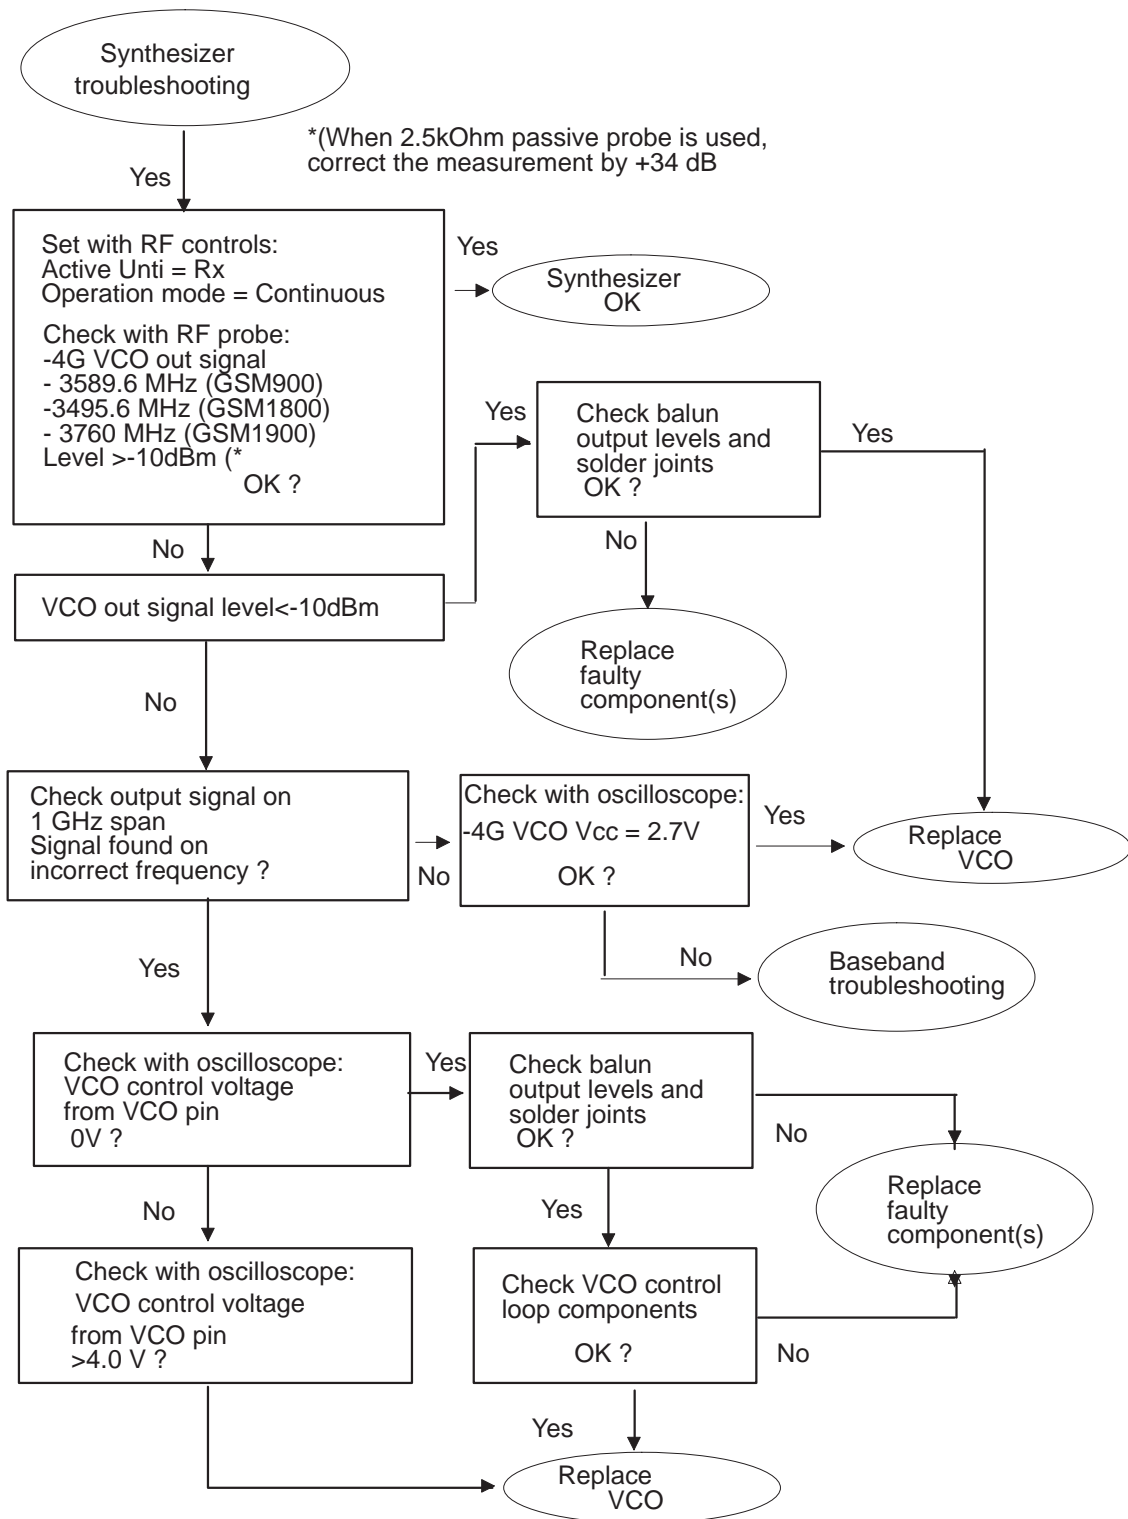 Synthesizer
troubleshooting
*(When 2.5kOhm passive probe is used,
correct the measurement by +34 dB
Yes
Set with RF controls:
Active Unti = Rx
Operation mode = Continuous
Check with RF probe:
-4G VCO out signal
- 3589.6 MHz (GSM900)
-3495.6 MHz (GSM1800)
- 3760 MHz (GSM1900)
Level >-10dBm (*
OK ?
Yes
Synthesizer
OK
No
VCO out signal level<-10dBm
Yes
Check balun
output levels and
solder joints
OK ?
Yes
No
Replace
faulty
component(s)
No
Check output signal on
1 GHz span
Signal found on
incorrect frequency ?
No
Check with oscilloscope:
-4G VCO Vcc = 2.7V
OK ?
Yes
Replace
VCO
No
Baseband
troubleshooting
Yes
Check with oscilloscope:
VCO control voltage
from VCO pin
0V ?
Yes
Check balun
output levels and
solder joints
OK ?
No
Replace
faulty
component(s)
No
Yes
Check with oscilloscope:
VCO control voltage
from VCO pin
>4.0 V ?
Check VCO control
loop components
OK ?
No
Yes
Replace
VCO